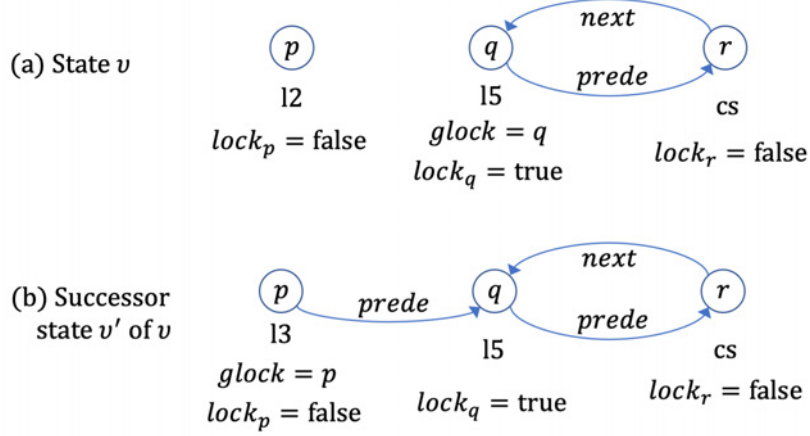 next
(a) State υ
p
q
r
prede
l2
l5
cs
lock_p = false
glock = q
lock_q = true
lock_r = false
next
(b) Successor
state υ′ of υ
p
prede
q
prede
r
l3
l5
cs
glock = p
lock_p = false
lock_q = true
lock_r = false